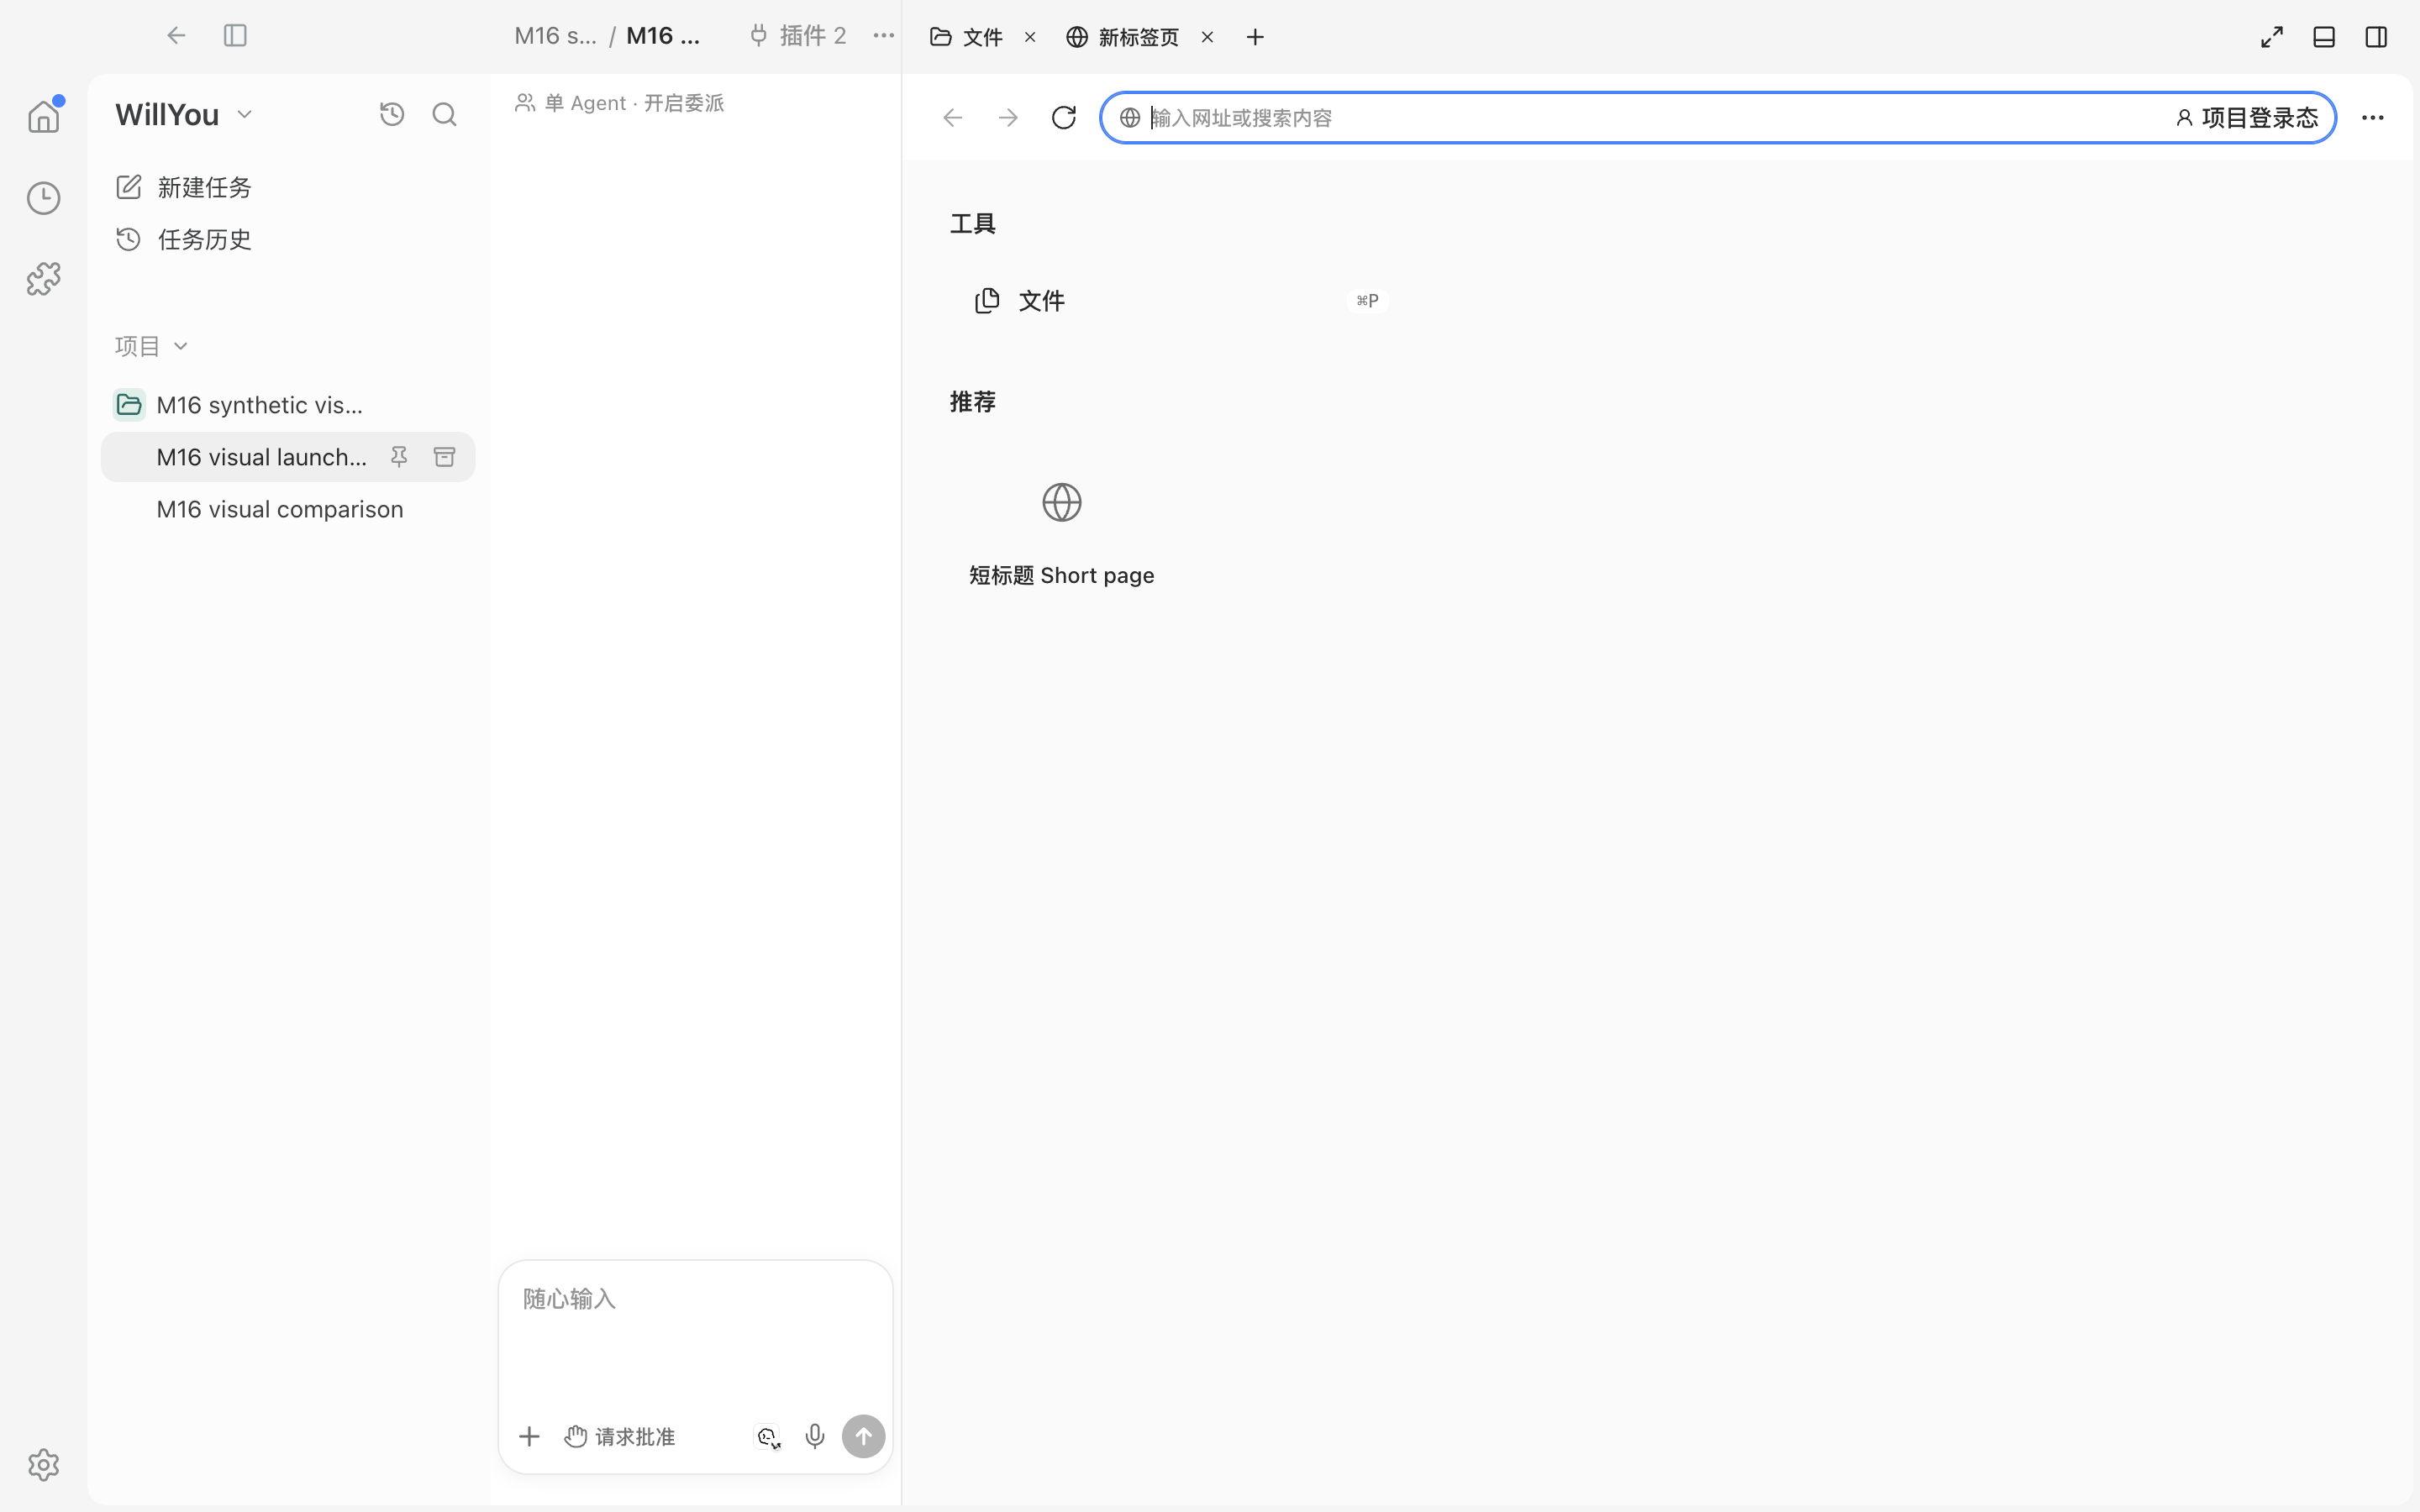 M16 s... / M16 ...
插件 2
文件
新标签页
WillYou
单 Agent · 开启委派
输入网址或搜索内容
项目登录态
新建任务
任务历史
工具
文件
⌘P
项目
推荐
M16 synthetic vis...
M16 visual launch...
M16 visual comparison
短标题 Short page
随心输入
请求批准